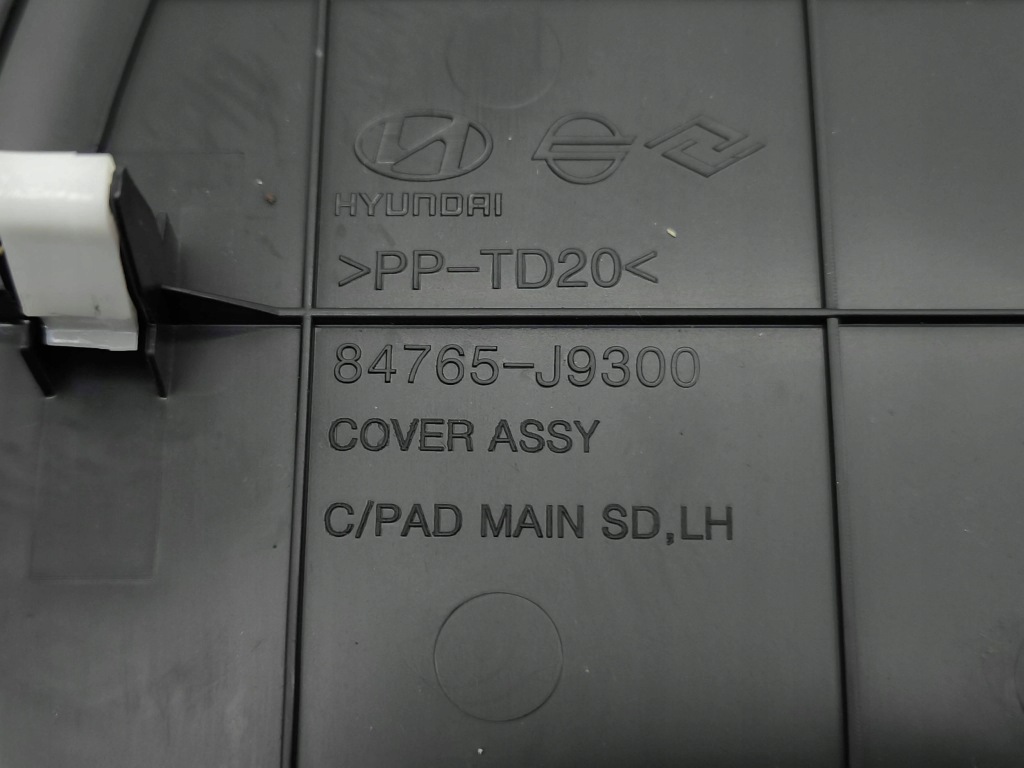 HYUNDAI
>PP-TD20<
84765-J9300
COVER ASSY
C/PAD MAIN SD,LH